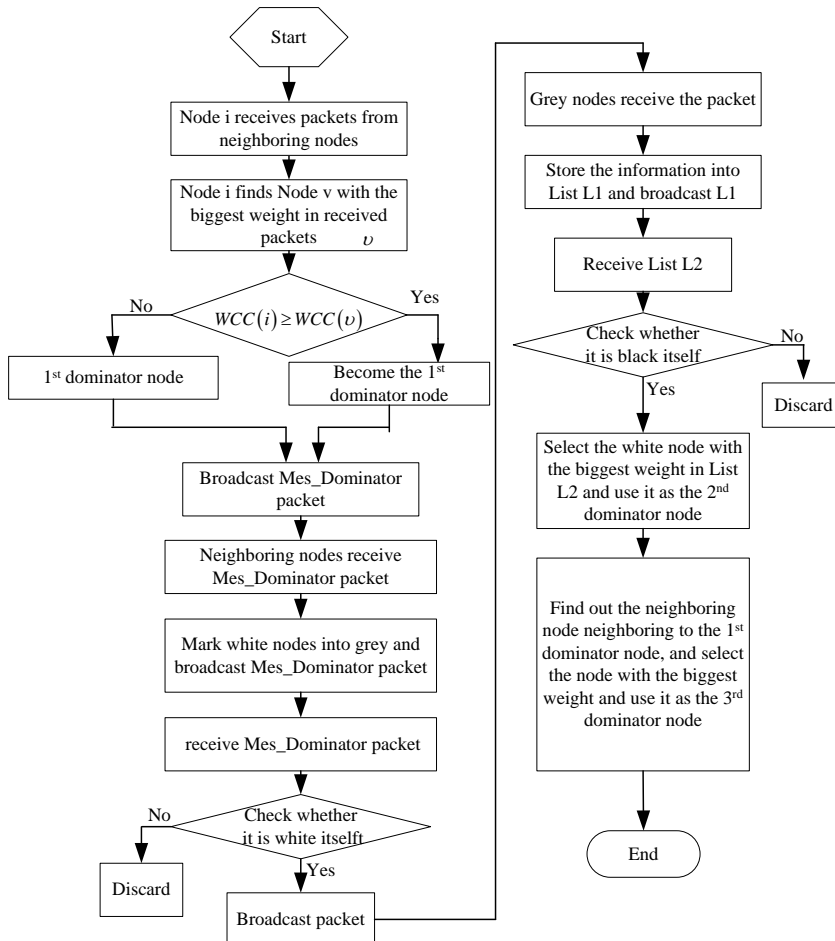 Start
Node i receives packets from
neighboring nodes
Node i finds Node v with the
biggest weight in received
packets υ
No
Yes
WCC(i)≥WCC(υ)
1st dominator node
Become the 1st
dominator node
Broadcast Mes_Dominator
packet
Neighboring nodes receive
Mes_Dominator packet
Mark white nodes into grey and
broadcast Mes_Dominator packet
receive Mes_Dominator packet
No
Check whether
it is white itselft
Yes
Discard
Broadcast packet
Grey nodes receive the packet
Store the information into
List L1 and broadcast L1
Receive List L2
Check whether
it is black itself
No
Yes
Discard
Select the white node with
the biggest weight in List
L2 and use it as the 2nd
dominator node
Find out the neighboring
node neighboring to the 1st
dominator node, and select
the node with the biggest
weight and use it as the 3rd
dominator node
End